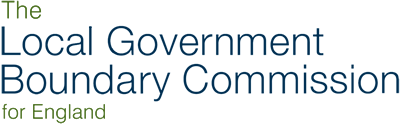 The
Local Government
Boundary Commission
for England